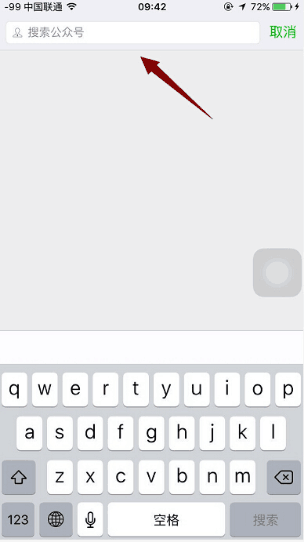 -99 中国联通 09:42 72%
搜索公众号 取消
q w e r t y u i o p
a s d f g h j k l
z x c v b n m
123 空格 搜索